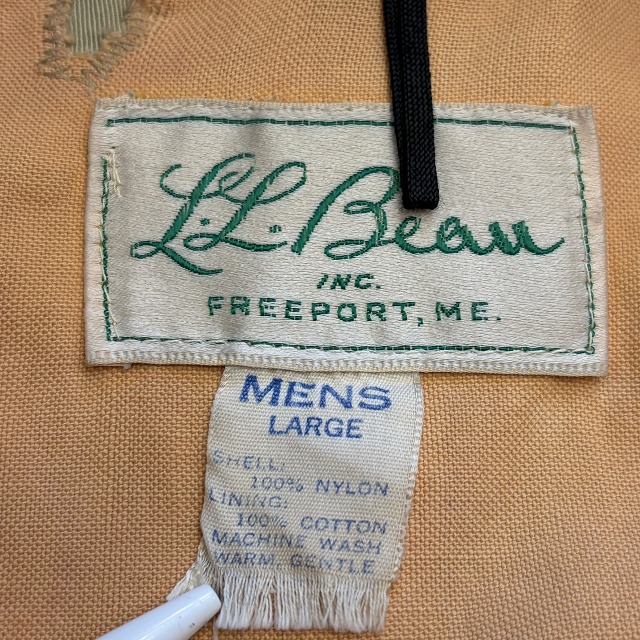 L.L. Bean
INC.
FREEPORT, ME.
MENS
LARGE
SHELL:
100% NYLON
LINING:
100% COTTON
MACHINE WASH
WARM, GENTLE